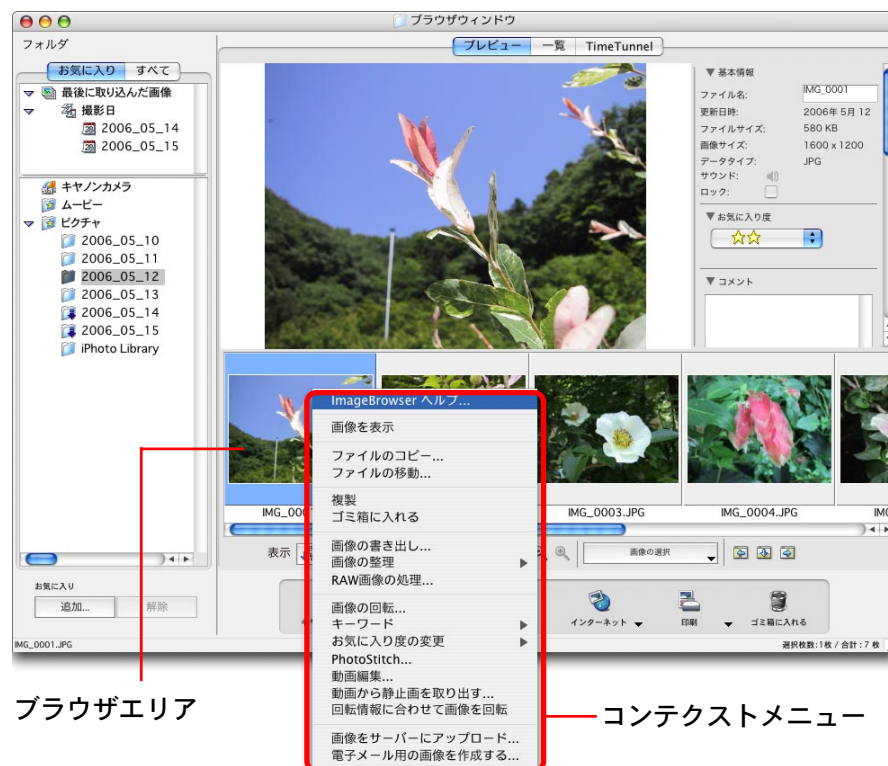 ブラウザウィンドウ
フォルダ
お気に入り すべて
最後に取り込んだ画像
撮影日
2006_05_14
2006_05_15
キヤノンカメラ
ムービー
ピクチャ
2006_05_10
2006_05_11
2006_05_12
2006_05_13
2006_05_14
2006_05_15
iPhoto Library
お気に入り
追加... 解除
IMG_0001.JPG
プレビュー 一覧 TimeTunnel
▼ 基本情報
ファイル名: IMG_0001
更新日時: 2006年 5月 12
ファイルサイズ: 580 KB
画像サイズ: 1600 x 1200
データタイプ: JPG
サウンド:
ロック:
▼お気に入り度
▼ コメント
IMG_000
IMG_0003.JPG
IMG_0004.JPG
表示
画像の選択
インターネット
印刷
ゴミ箱に入れる
選択枚数:1枚 / 合計 : 7 枚
ImageBrowser ヘルプ...
画像を表示
ファイルのコピー...
ファイルの移動...
複製
ゴミ箱に入れる
画像の書き出し...
画像の整理
RAW画像の処理...
画像の回転...
キーワード
お気に入り度の変更
PhotoStitch...
動画編集...
動画から静止画を取り出す...
回転情報に合わせて画像を回転
画像をサーバーにアップロード...
電子メール用の画像を作成する...
ブラウザエリア
コンテクストメニュー